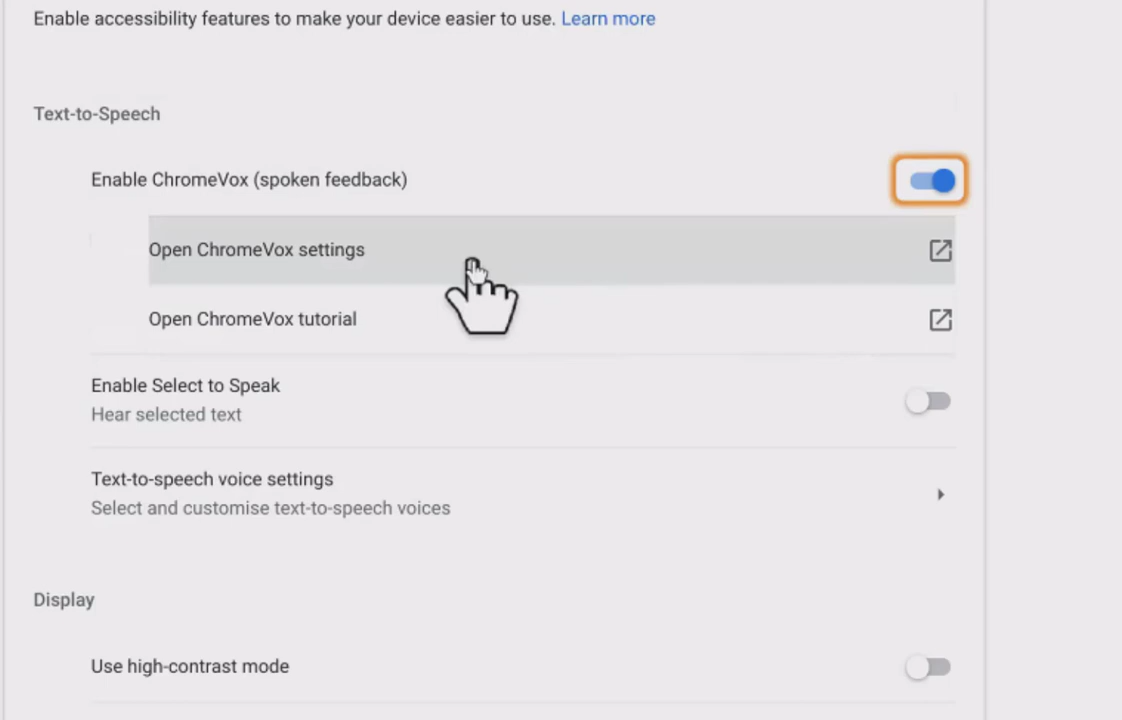 Enable accessibility features to make your device easier to use. Learn more
Text-to-Speech
Enable ChromeVox (spoken feedback)
Open ChromeVox settings
Open ChromeVox tutorial
Enable Select to Speak
Hear selected text
Text-to-speech voice settings
Select and customise text-to-speech voices
Display
Use high-contrast mode